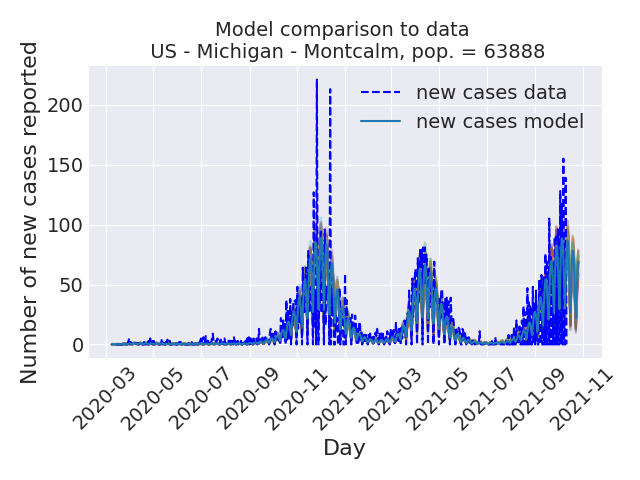 Model comparison to data
US - Michigan - Montcalm, pop. = 63888
Number of new cases reported
200
150
100
50
0
new cases data
new cases model
2020-03
2020-05
2020-07
2020-09
2020-11
2021-01
2021-03
2021-05
2021-07
2021-09
2021-11
Day